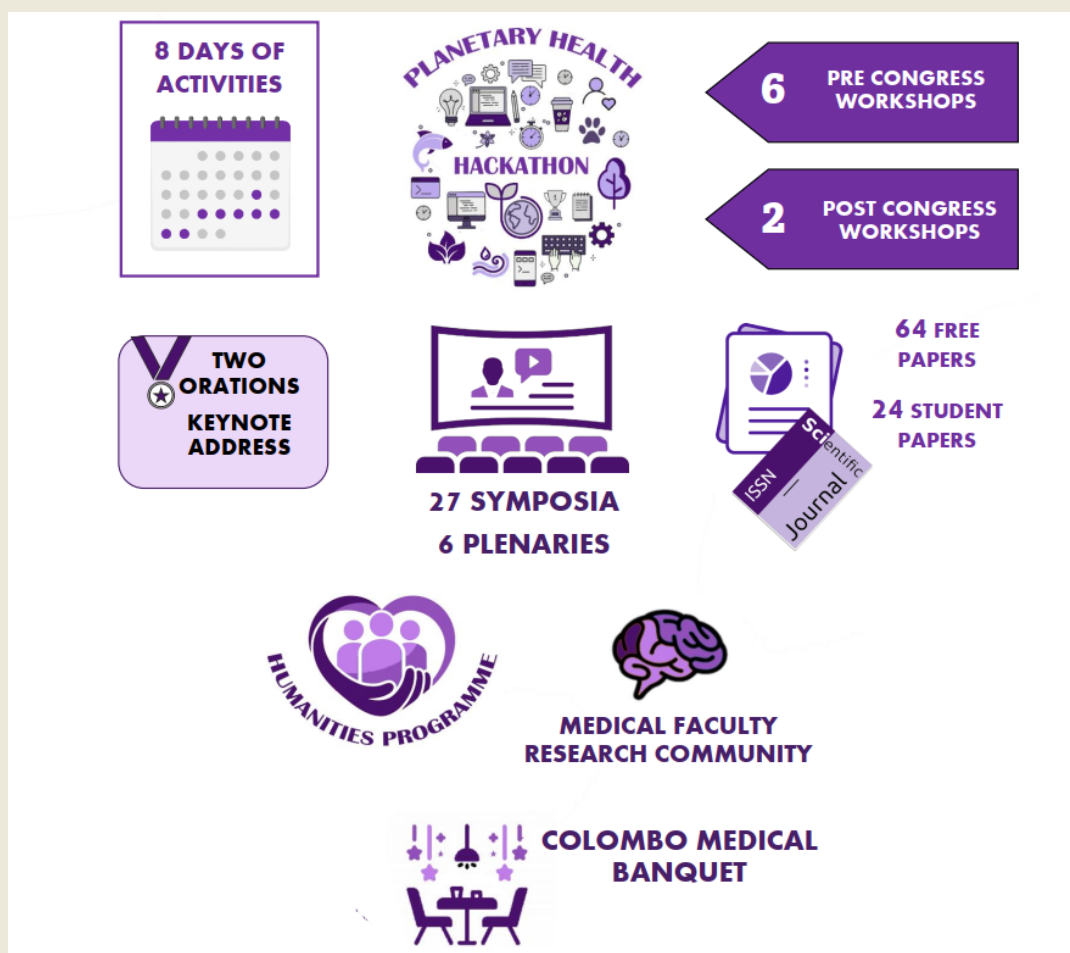 8 DAYS OF
ACTIVITIES
PLANETARY HEALTH
HACKATHON
6 PRE CONGRESS
WORKSHOPS
2 POST CONGRESS
WORKSHOPS
TWO
ORATIONS
KEYNOTE
ADDRESS
27 SYMPOSIA
6 PLENARIES
64 FREE
PAPERS
24 STUDENT
PAPERS
ISSN
Scientific
Journal
HUMANITIES PROGRAMME
MEDICAL FACULTY
RESEARCH COMMUNITY
COLOMBO MEDICAL
BANQUET